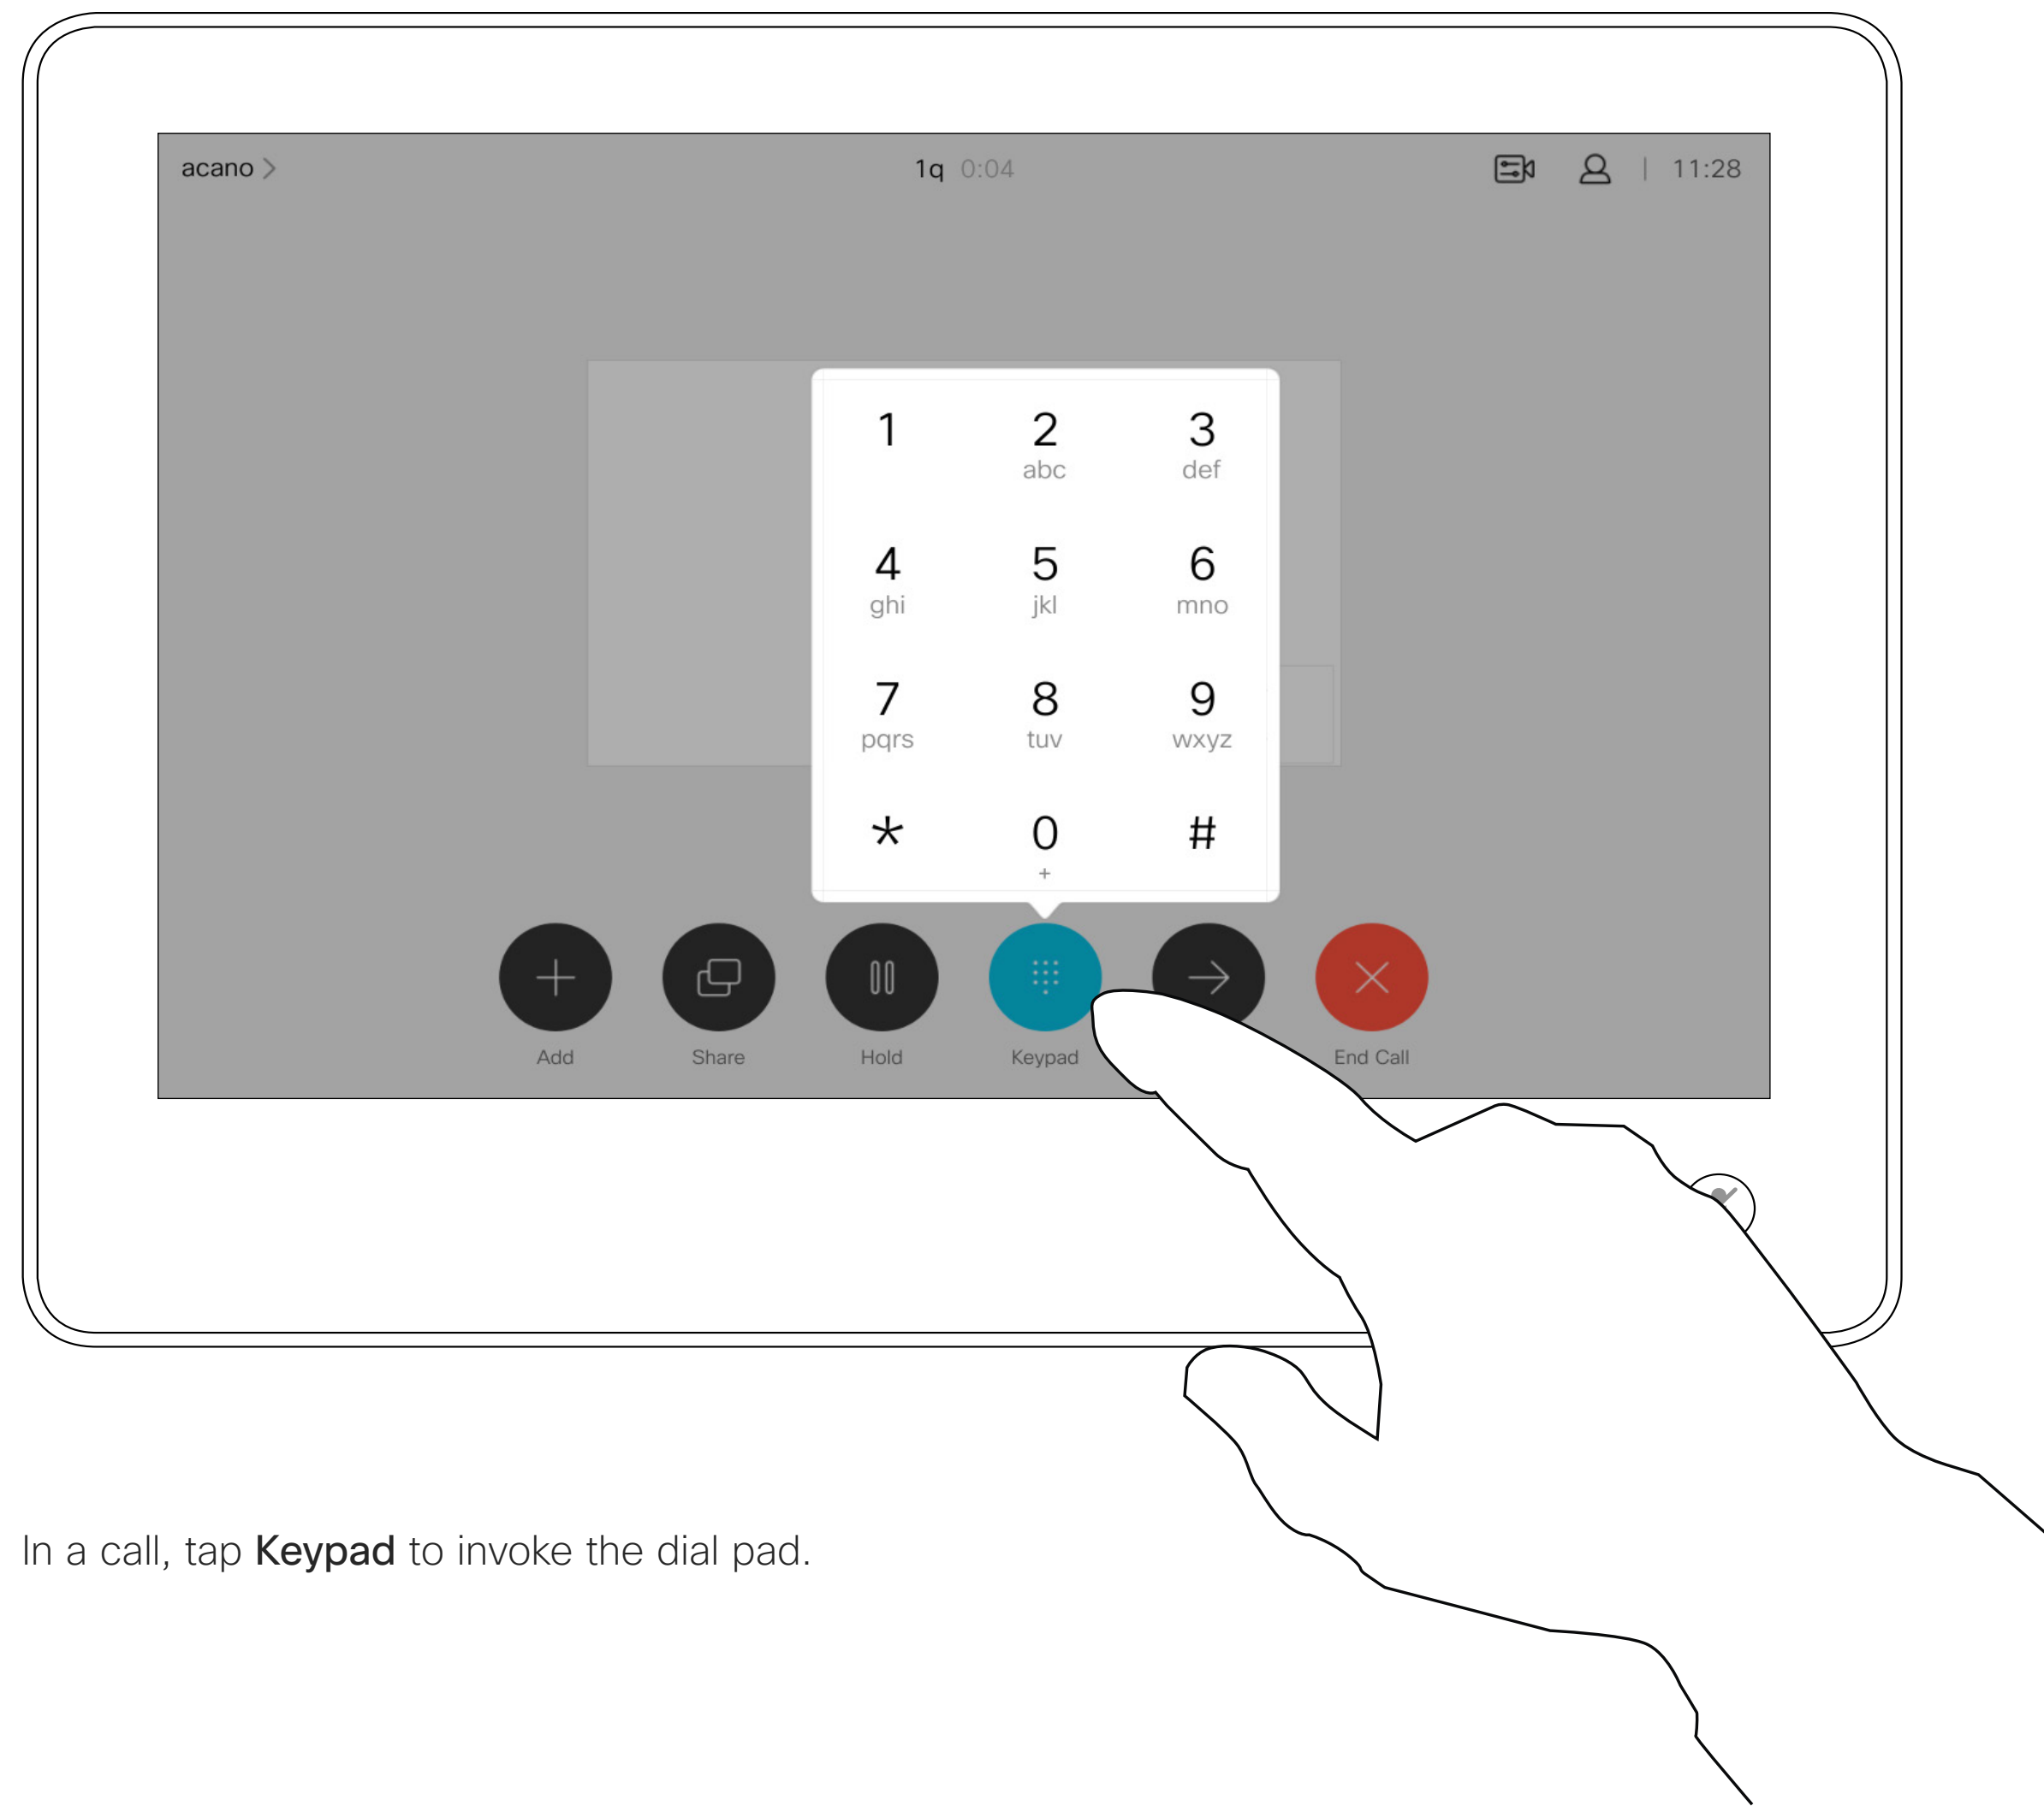 acano
1q 0:04
11:28
1 2 3
abc def
4 5 6
ghi jkl mno
7 8 9
pqrs tuv wxyz
* 0 #
+
Add Share Hold Keypad End Call
In a call, tap Keypad to invoke the dial pad.